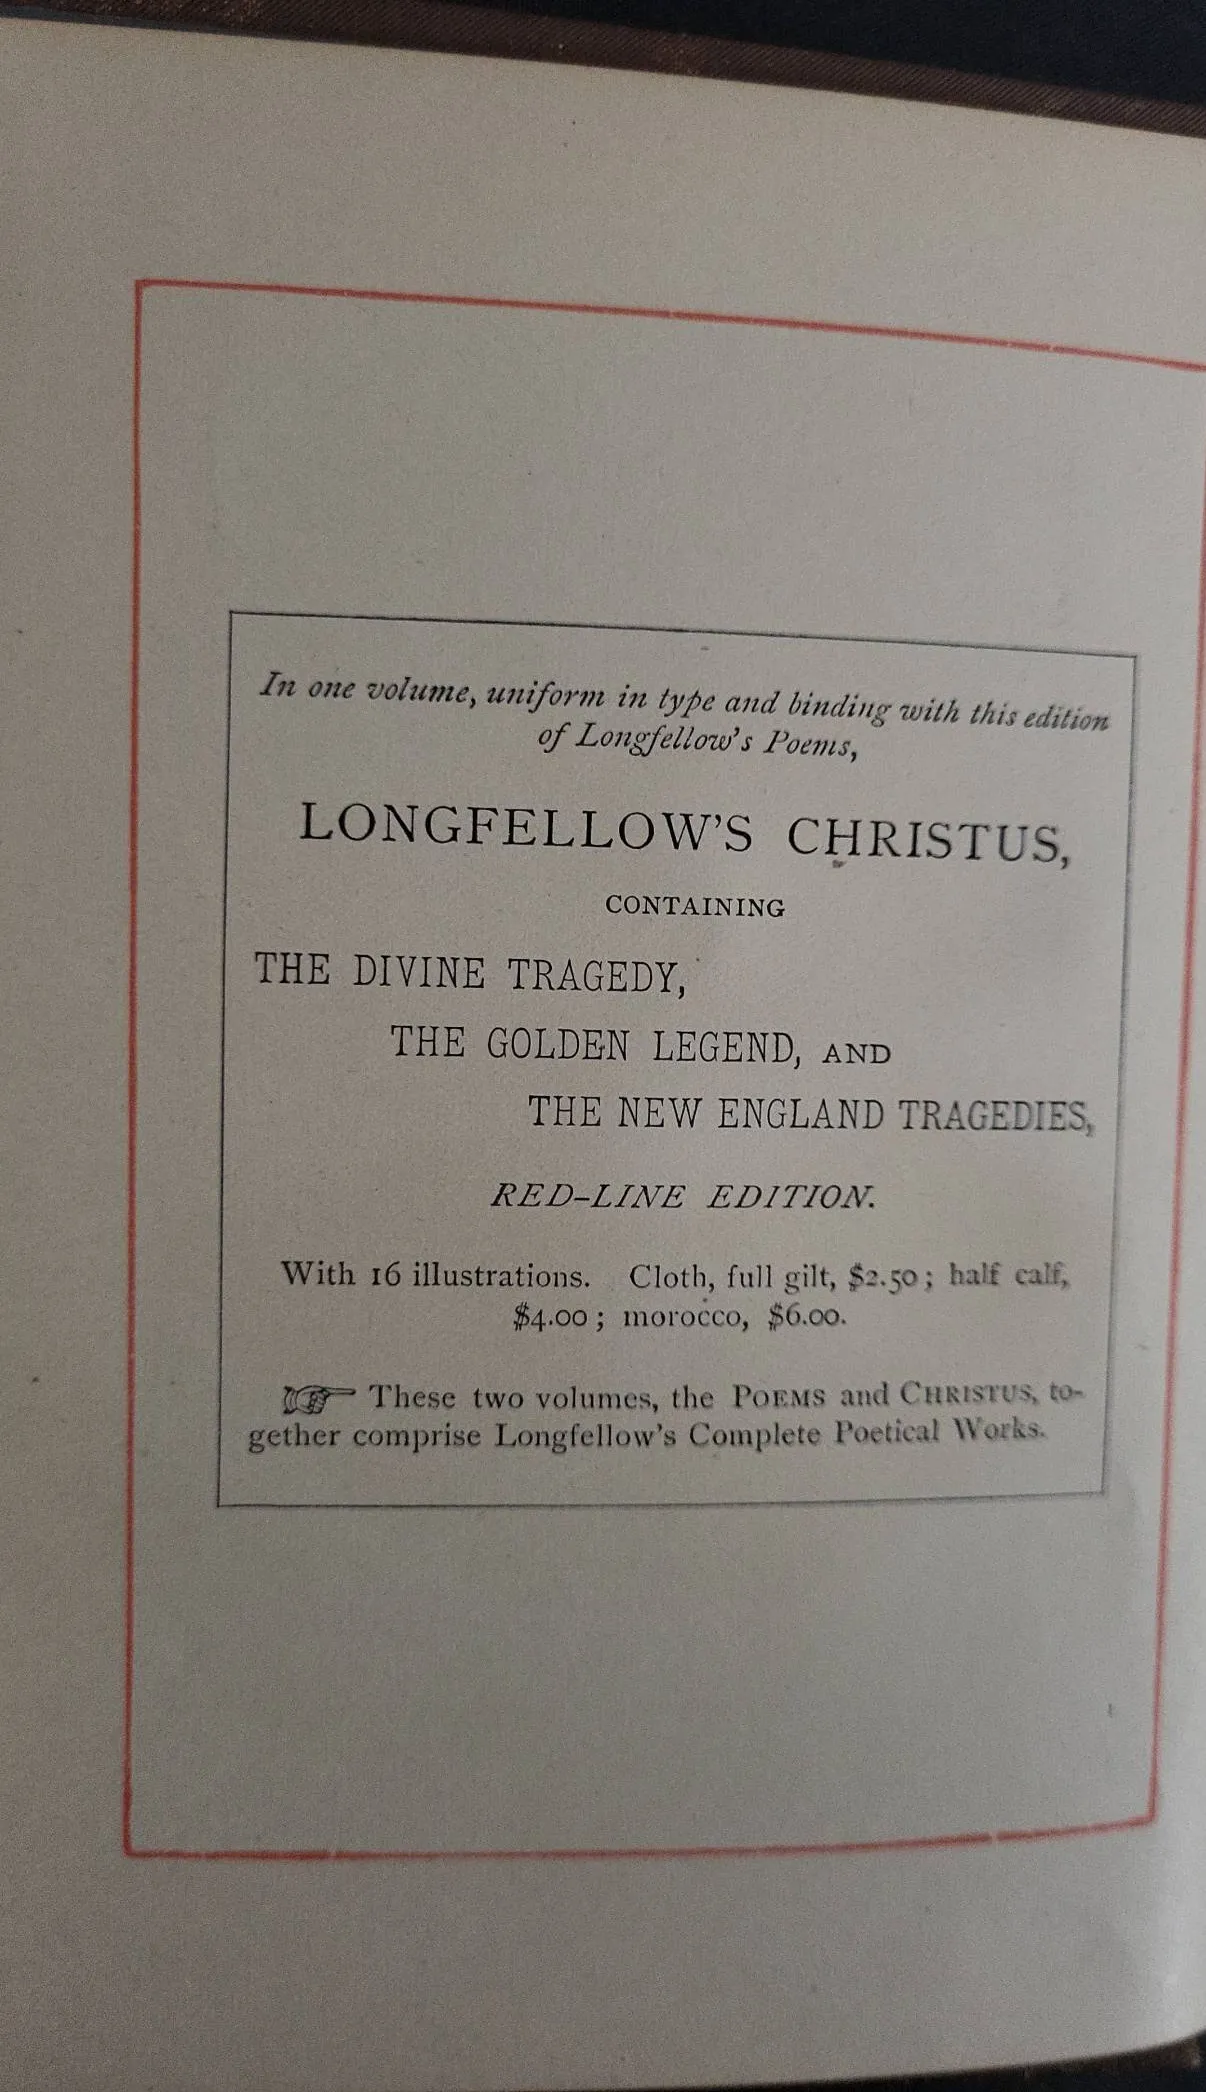 In one volume, uniform in type and binding with this edition
of Longfellow's Poems,
LONGFELLOW'S CHRISTUS,
CONTAINING
THE DIVINE TRAGEDY,
THE GOLDEN LEGEND, AND
THE NEW ENGLAND TRAGEDIES,
RED-LINE EDITION.
With 16 illustrations. Cloth, full gilt, $2.50; half calf,
$4.00; morocco, $6.00.
☞ These two volumes, the POEMS and CHRISTUS, to-
gether comprise Longfellow's Complete Poetical Works.